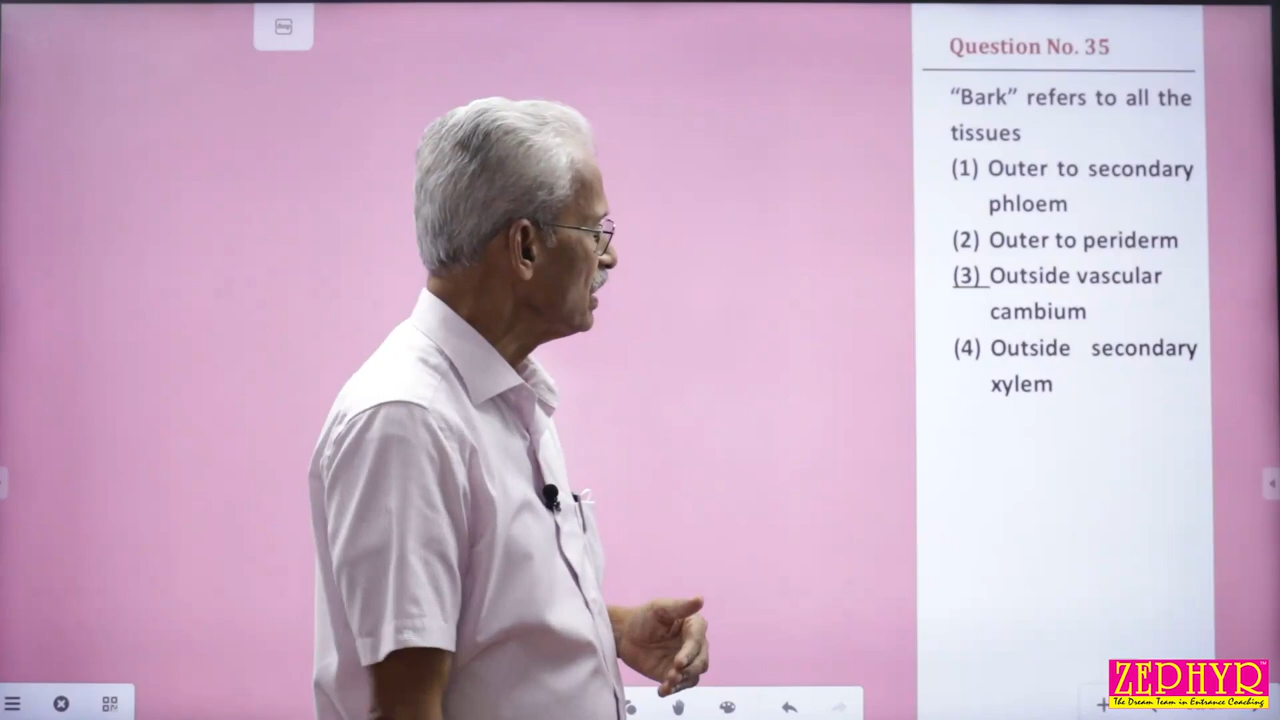 Question No. 35
“Bark” refers to all the
tissues
(1) Outer to secondary
phloem
(2) Outer to periderm
(3) Outside vascular
cambium
(4) Outside secondary
xylem
ZEPHYR™
The Dream Team in Entrance Coaching